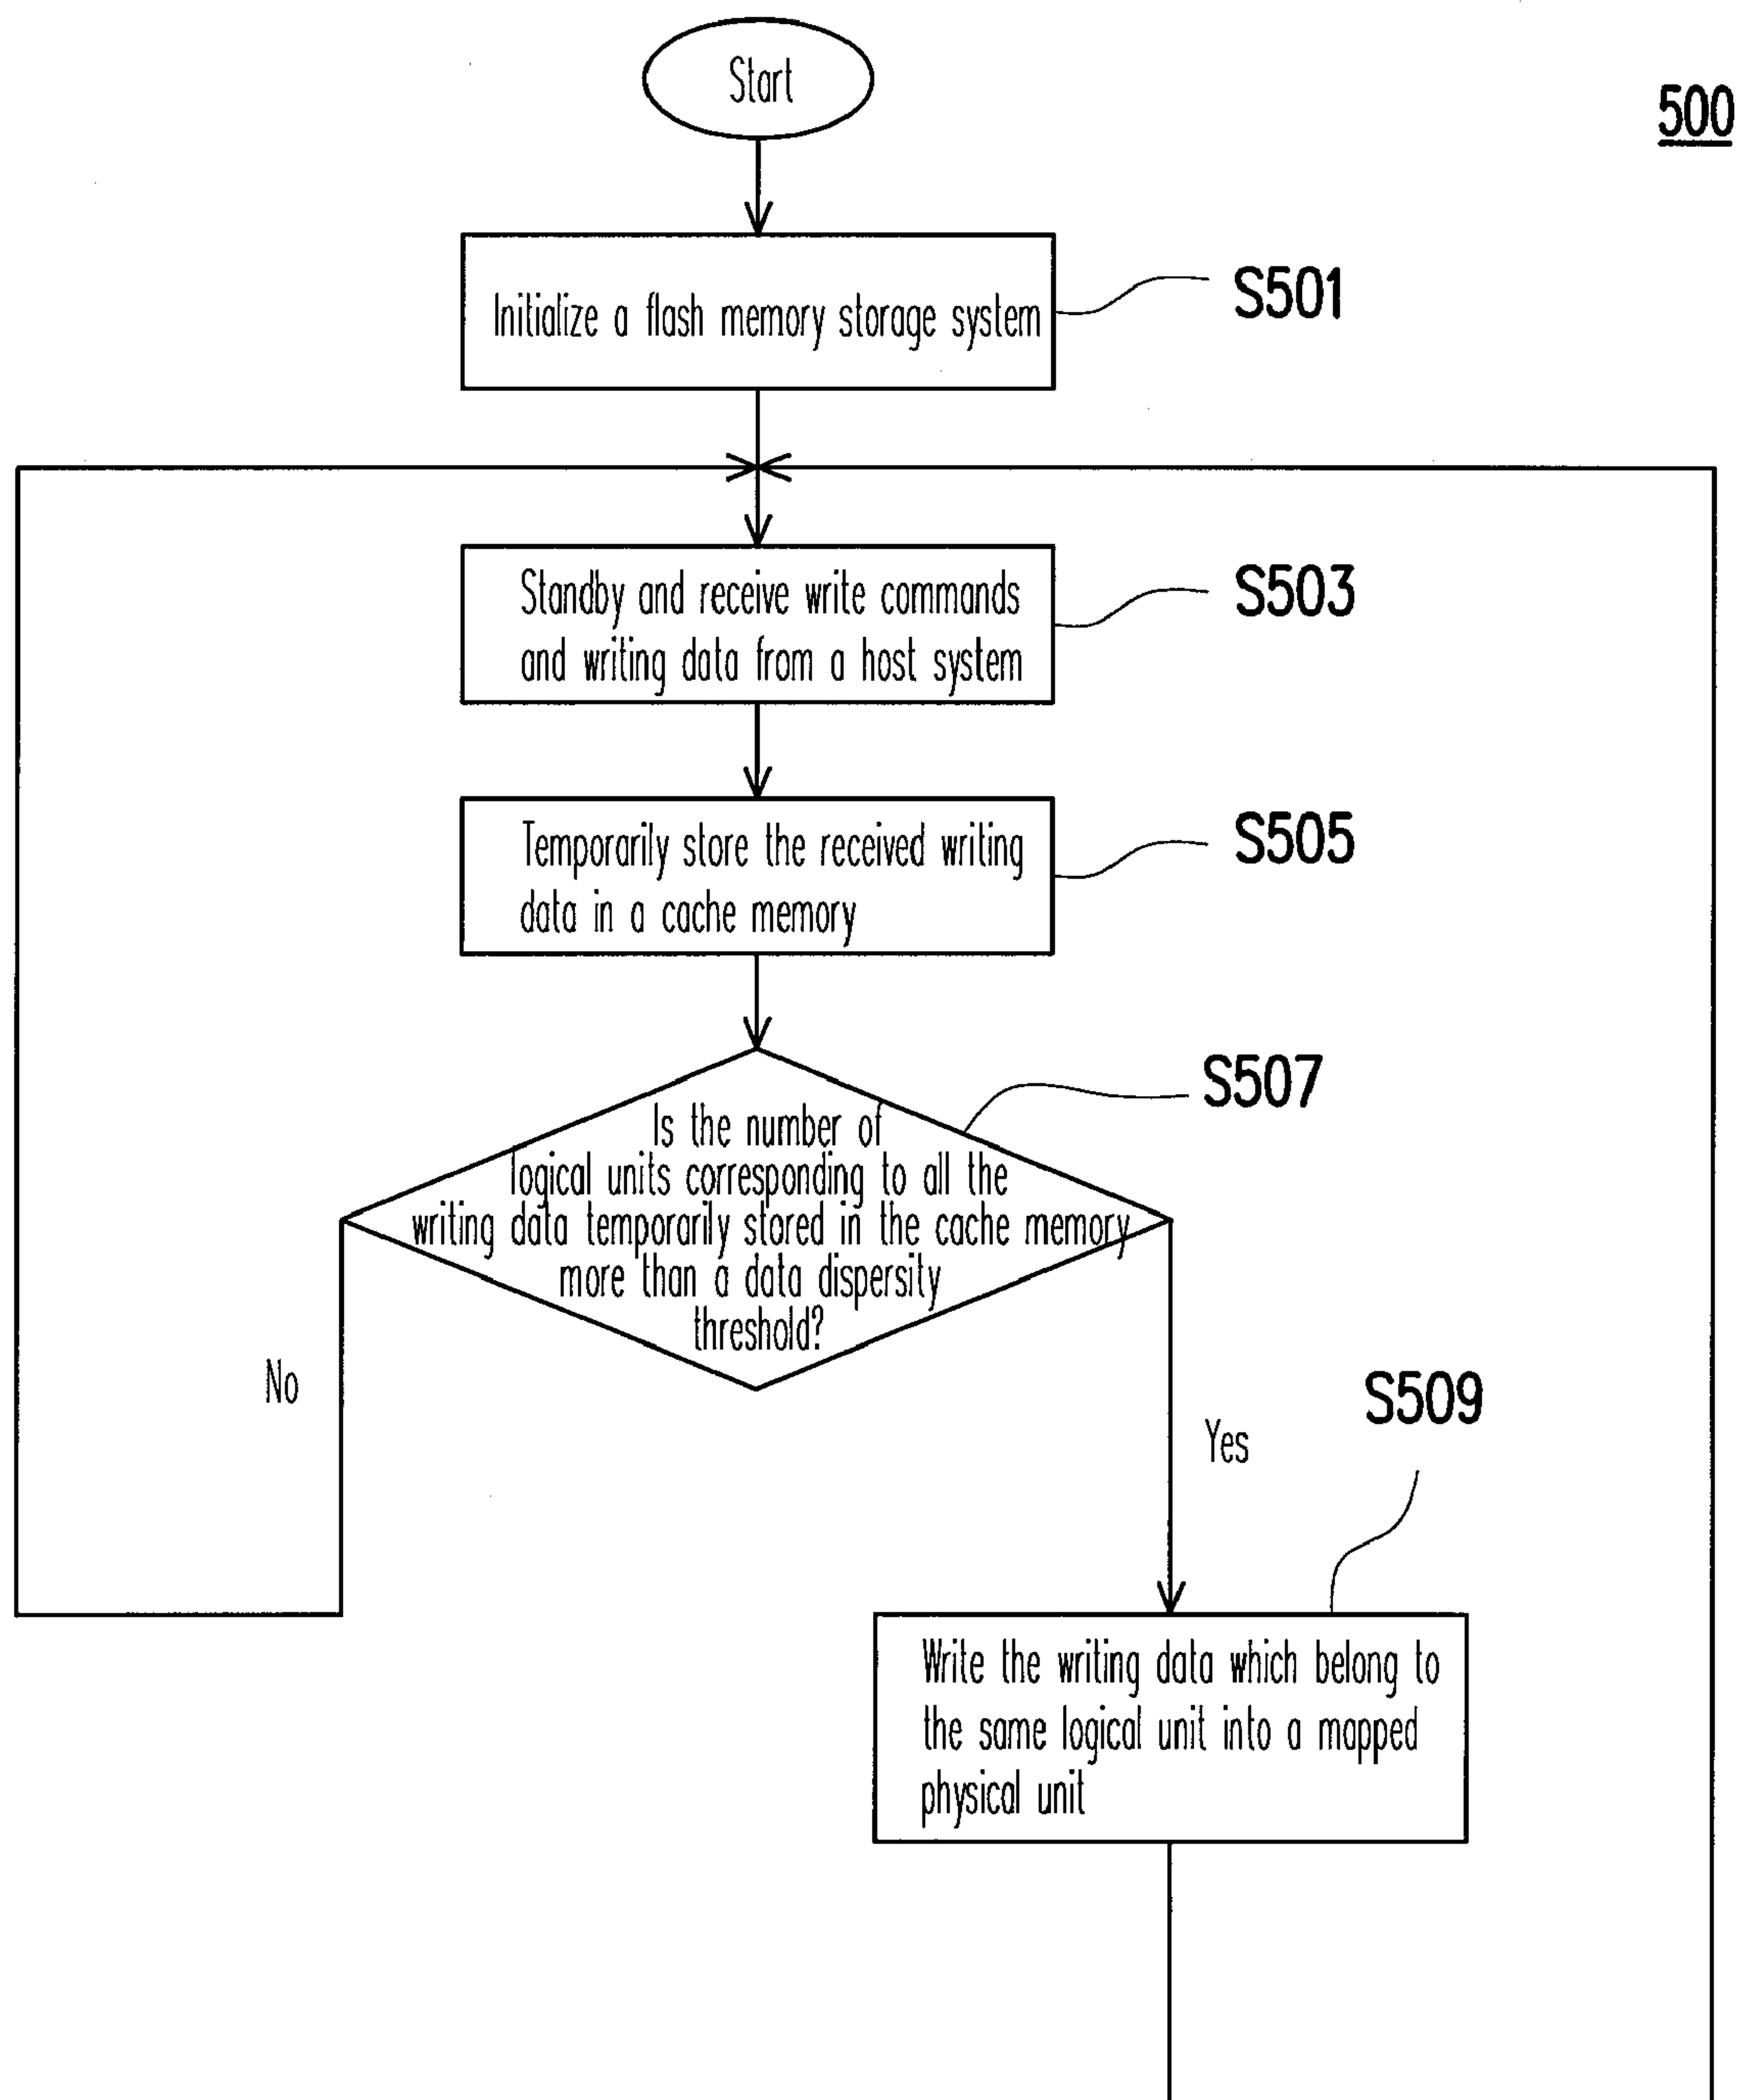 Start
500
Initialize a flash memory storage system
S501
Standby and receive write commands
and writing data from a host system
S503
Temporarily store the received writing
data in a cache memory
S505
S507
Is the number of
logical units corresponding to all the
writing data temporarily stored in the cache memory
more than a data dispersity
threshold?
No
Yes
S509
Write the writing data which belong to
the same logical unit into a mapped
physical unit